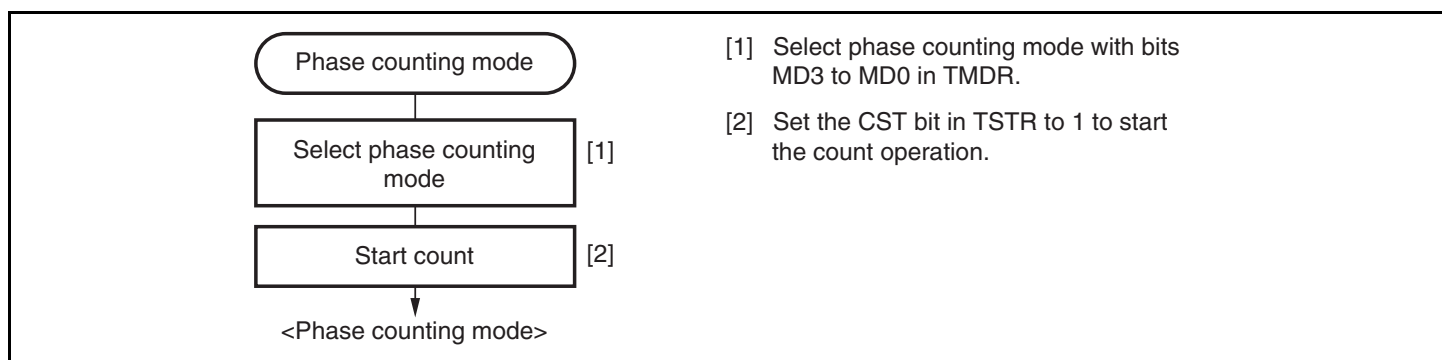 Phase counting mode
Select phase counting
mode
[1]
Start count
[2]
<Phase counting mode>
[1] Select phase counting mode with bits
MD3 to MD0 in TMDR.
[2] Set the CST bit in TSTR to 1 to start
the count operation.